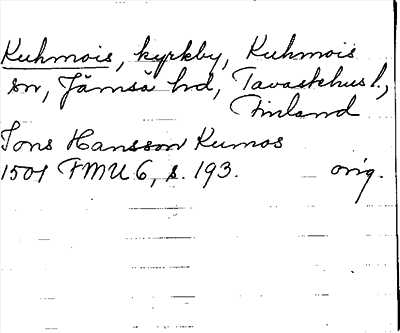 Kuhmois, kyrkby, Kuhmois
sn, Jämsä hd, Tavastehus l.,
Finland
Jons Hansson Kumos
1501 FMU 6, s. 193. orig.